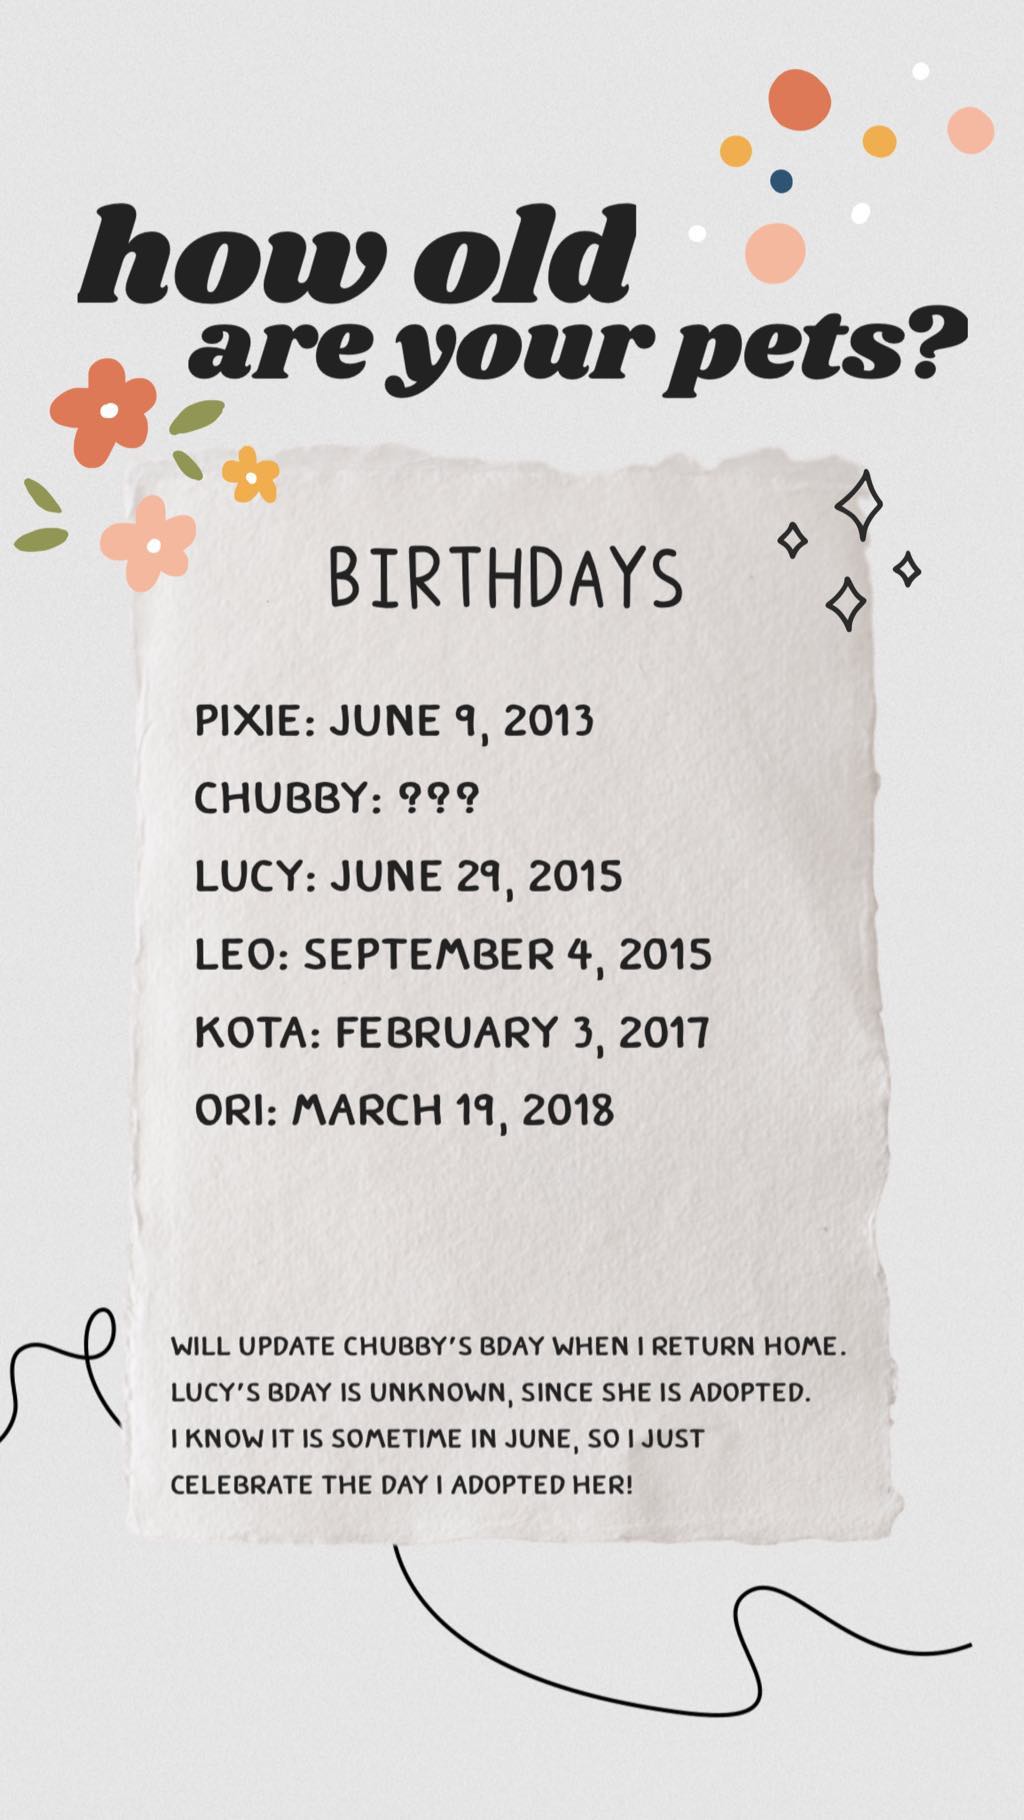 how old
are your pets?
BIRTHDAYS
PIXIE: JUNE 9, 2013
CHUBBY: ???
LUCY: JUNE 29, 2015
LEO: SEPTEMBER 4, 2015
KOTA: FEBRUARY 3, 2017
ORI: MARCH 19, 2018
WILL UPDATE CHUBBY'S BDAY WHEN I RETURN HOME.
LUCY'S BDAY IS UNKNOWN, SINCE SHE IS ADOPTED.
I KNOW IT IS SOMETIME IN JUNE, SO I JUST
CELEBRATE THE DAY I ADOPTED HER!